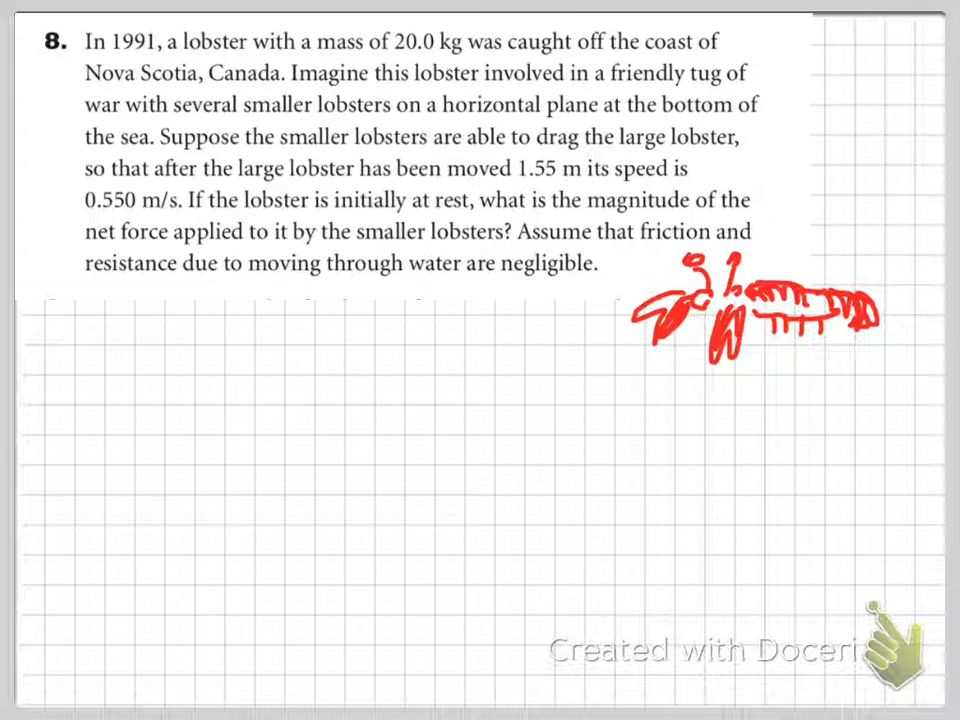 8. In 1991, a lobster with a mass of 20.0 kg was caught off the coast of
Nova Scotia, Canada. Imagine this lobster involved in a friendly tug of
war with several smaller lobsters on a horizontal plane at the bottom of
the sea. Suppose the smaller lobsters are able to drag the large lobster,
so that after the large lobster has been moved 1.55 m its speed is
0.550 m/s. If the lobster is initially at rest, what is the magnitude of the
net force applied to it by the smaller lobsters? Assume that friction and
resistance due to moving through water are negligible.
Created with Doceri